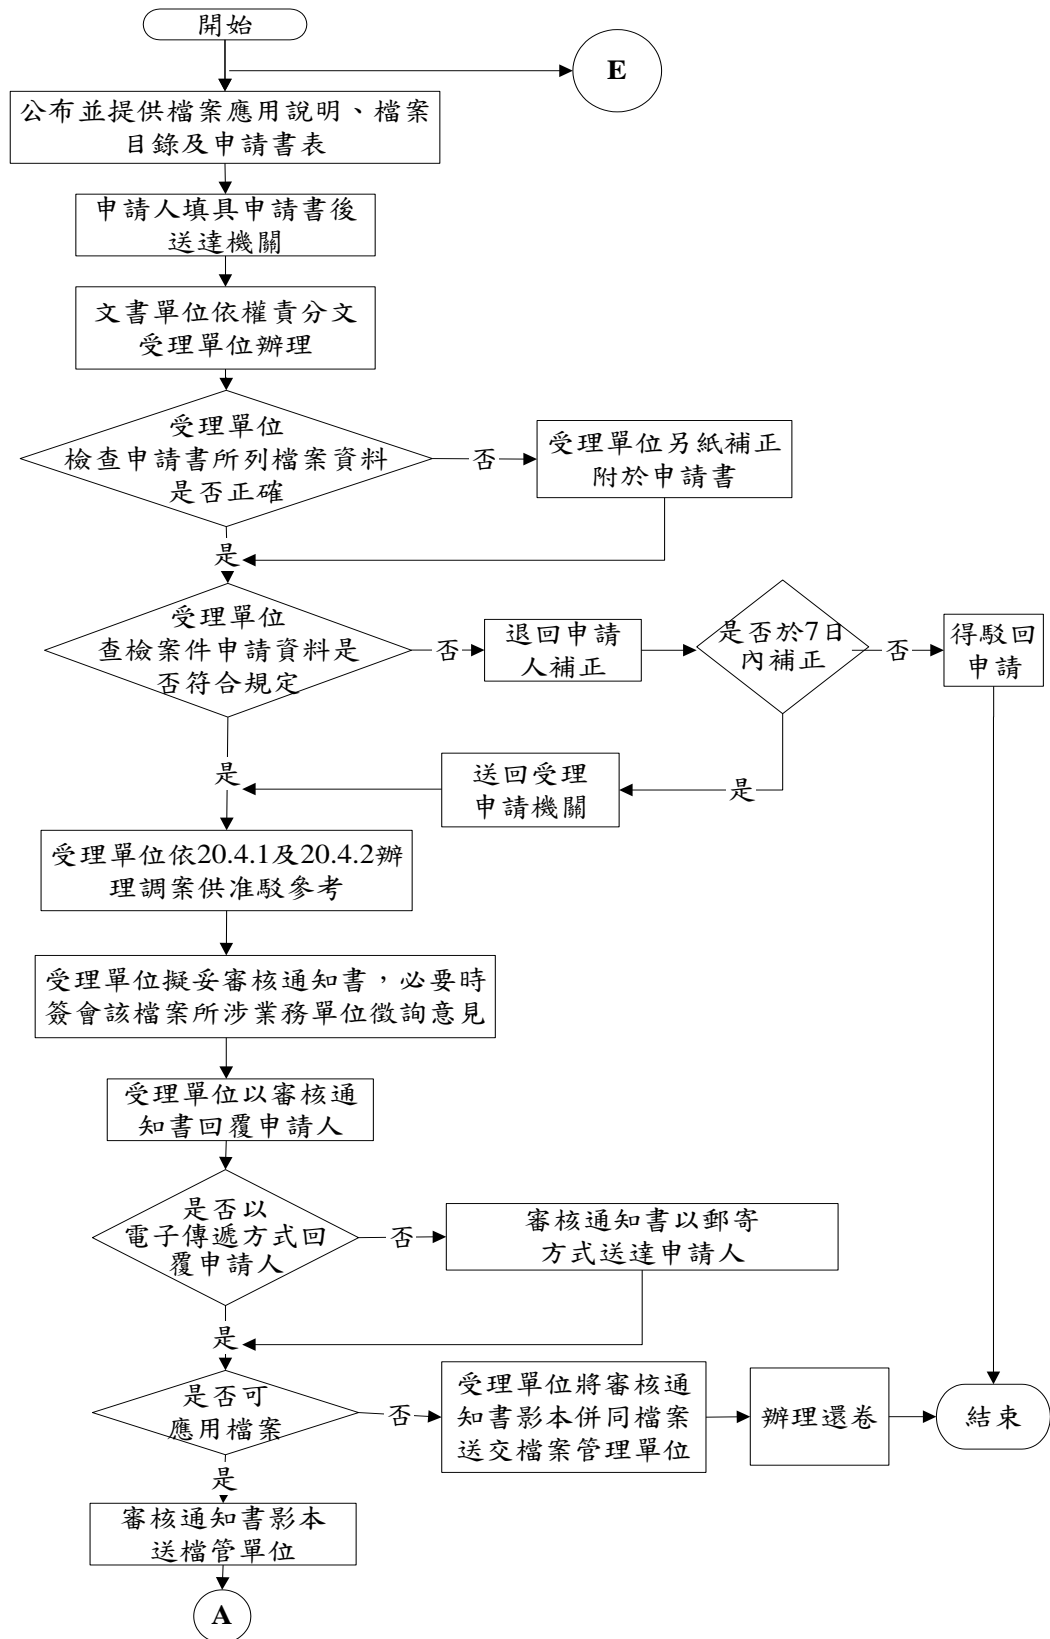 開始
E
公布並提供檔案應用說明、檔案
目錄及申請書表
申請人填具申請書後
送達機關
文書單位依權責分文
受理單位辦理
受理單位
檢查申請書所列檔案資料
是否正確
否
受理單位另紙補正
附於申請書
是
受理單位
查檢案件申請資料是
否符合規定
否
退回申請
人補正
是否於7日
內補正
否
得駁回
申請
是
送回受理
申請機關
是
受理單位依20.4.1及20.4.2辦
理調案供准駁參考
受理單位擬妥審核通知書，必要時
簽會該檔案所涉業務單位徵詢意見
受理單位以審核通
知書回覆申請人
是否以
電子傳遞方式回
覆申請人
否
審核通知書以郵寄
方式送達申請人
是
是否可
應用檔案
否
受理單位將審核通
知書影本併同檔案
送交檔案管理單位
辦理還卷
結束
是
審核通知書影本
送檔管單位
A